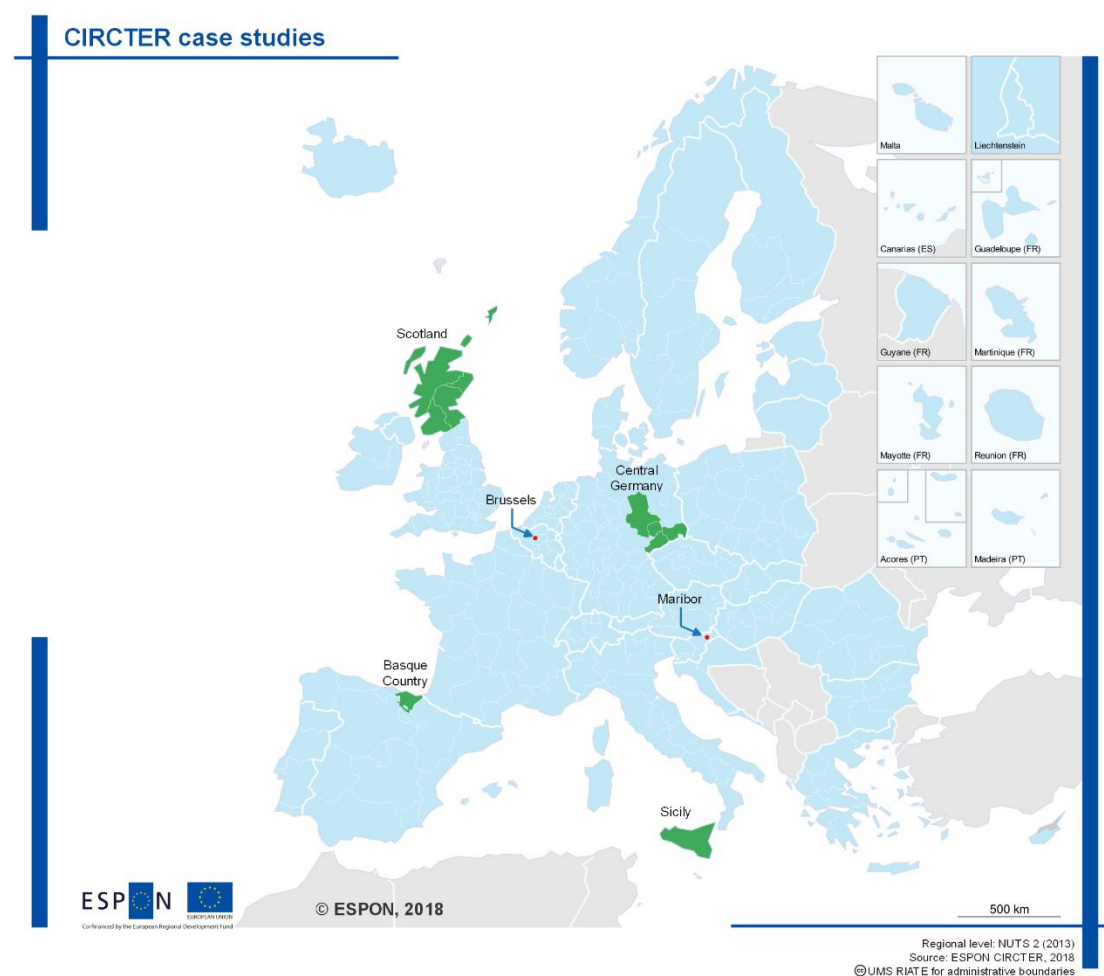 CIRCTER case studies
Malta
Liechtenstein
Canarias (ES)
Guadeloupe (FR)
Guyane (FR)
Martinique (FR)
Mayotte (FR)
Reunion (FR)
Acores (PT)
Madeira (PT)
Scotland
Central
Germany
Brussels
Maribor
Basque
Country
Sicily
ESPON
EUROPEAN UNION
Co-financed by the European Regional Development Fund
© ESPON, 2018
500 km
Regional level: NUTS 2 (2013)
Source: ESPON CIRCTER, 2018
cc UMS RIATE for administrative boundaries